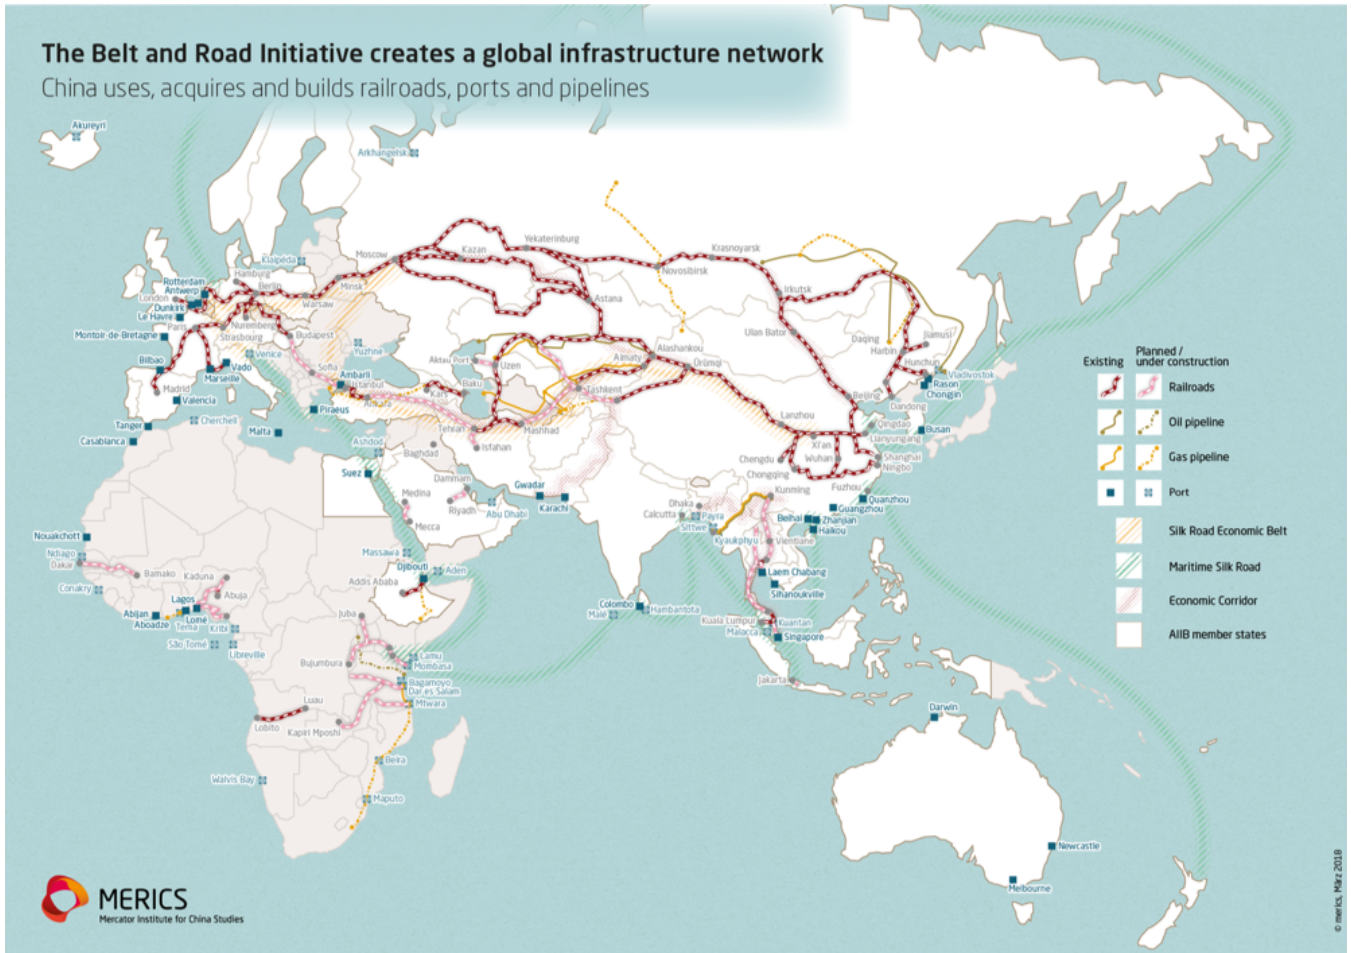 The Belt and Road Initiative creates a global infrastructure network
China uses, acquires and builds railroads, ports and pipelines
Akureyri
Arkhangelsk
Yekaterinburg
Krasnoyarsk
Moscow
Kazan
Klaipėda
Novosibirsk
Hamburg
Rotterdam
Antwerp
Berlin
Minsk
Irkutsk
London
Warsaw
Astana
Dunkirk
Le Havre
Paris
Nuremberg
Budapest
Ulan Bator
Daqing
Jiamusi
Montoir-de-Bretagne
Strasbourg
Harbin
Venice
Yuzhne
Alashankou
Hunchun
Bilbao
Vado
Sofia
Aktau Port
Uzen
Almaty
Ürümqi
Vladivostok
Marseille
Ambarli
Istanbul
Baku
Rason
Madrid
Kars
Tashkent
Chongjin
Valencia
Ankara
Beijing
Dandong
Piraeus
Tanger
Cherchell
Lanzhou
Qingdao
Casablanca
Malta
Tehran
Mashhad
Busan
Ashdod
Isfahan
Xi'an
Lianyungang
Baghdad
Chengdu
Wuhan
Shanghai
Suez
Dammam
Chongqing
Ningbo
Medina
Gwadar
Kunming
Fuzhou
Riyadh
Abu Dhabi
Karachi
Dhaka
Quanzhou
Mecca
Calcutta
Payra
Guangzhou
Sittwe
Beihai
Zhanjian
Nouakchott
Kyaukphyu
Haikou
Ndiago
Massawa
Vientiane
Dakar
Djibouti
Aden
Laem Chabang
Bamako
Kaduna
Addis Ababa
Conakry
Abuja
Sihanoukville
Lagos
Colombo
Hambantota
Abijan
Lomé
Juba
Malé
Aboadze
Tema
Kribi
Kuala Lumpur
Kuantan
Malacca
São Tomé
Singapore
Libreville
Lamu
Bujumbura
Mombasa
Jakarta
Bagamoyo
Dar es Salam
Luau
Mtwara
Darwin
Lobito
Kapiri Mposhi
Beira
Walvis Bay
Maputo
Newcastle
Melbourne
Existing
Planned /
under construction
Railroads
Oil pipeline
Gas pipeline
Port
Silk Road Economic Belt
Maritime Silk Road
Economic Corridor
AIIB member states
MERICS
Mercator Institute for China Studies
© merics, März 2018